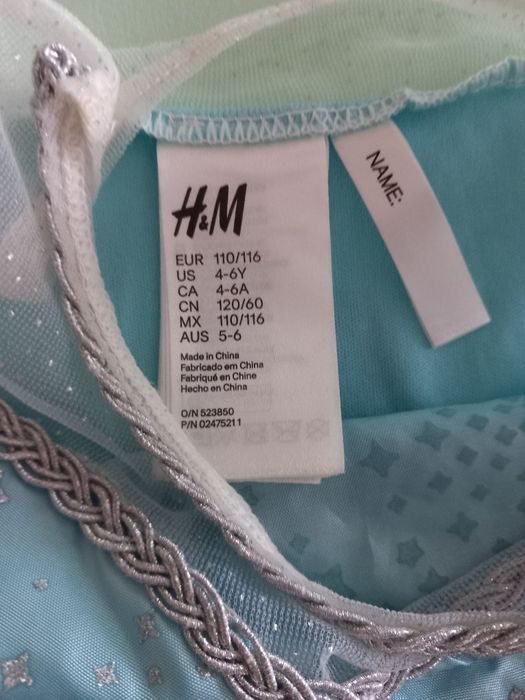 H&M
EUR 110/116
US 4-6Y
CA 4-6A
CN 120/60
MX 110/116
AUS 5-6
Made in China
Fabricado em China
Fabriqué en Chine
Hecho en China
O/N 523850
P/N 02475211
NAME: